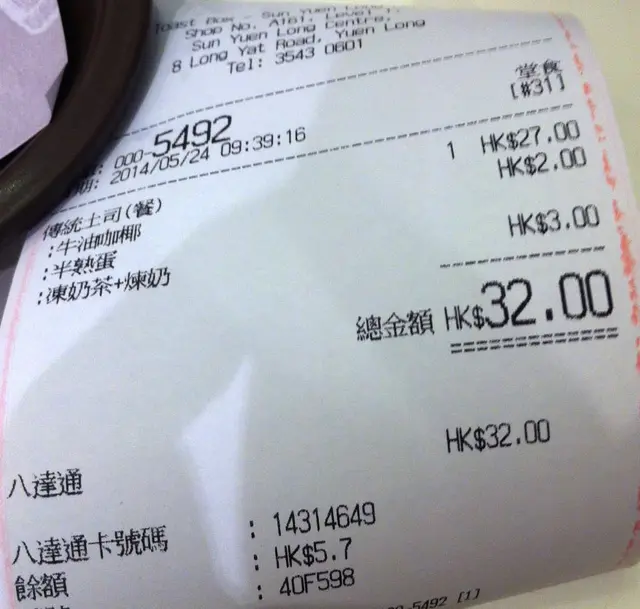 Toast Box - Sun Yuen Long
Shop No. A161, Level 1,
Sun Yuen Long Centre,
8 Long Yat Road, Yuen Long
Tel: 3543 0601
堂食
[#31]
000-5492
期: 2014/05/24 09:39:16
傳統土司(餐) 1 HK$27.00
:牛油咖椰 HK$2.00
:半熟蛋
:凍奶茶+煉奶 HK$3.00
總金額 HK$32.00
HK$32.00
八達通
八達通卡號碼 : 14314649
餘額 : HK$5.7
: 40F598
-5492 [1]